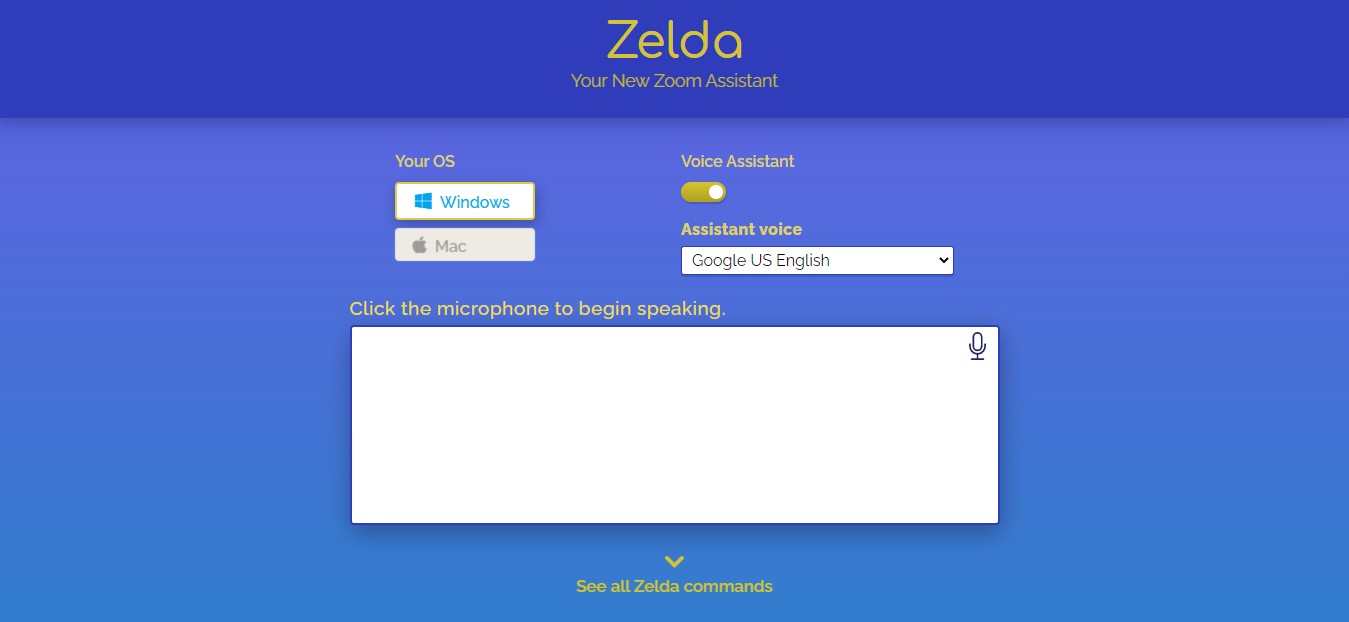 Zelda
Your New Zoom Assistant
Your OS
Windows
Mac
Voice Assistant
Assistant voice
Google US English
Click the microphone to begin speaking.
See all Zelda commands